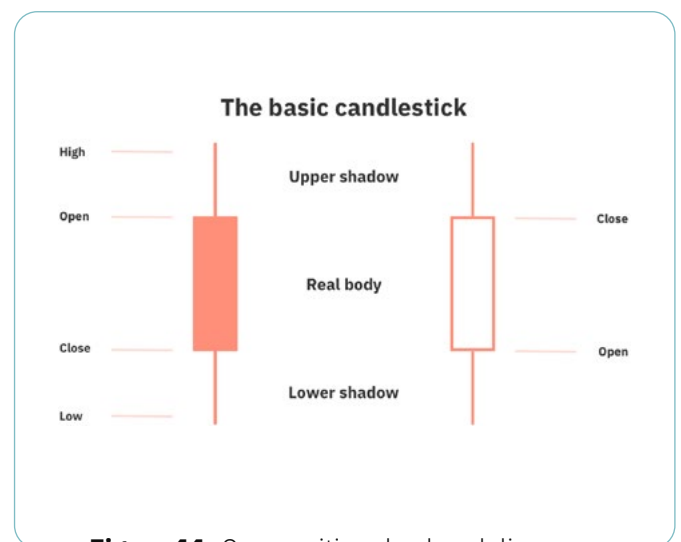 The basic candlestick
High
Upper shadow
Open
Close
Real body
Close
Open
Lower shadow
Low